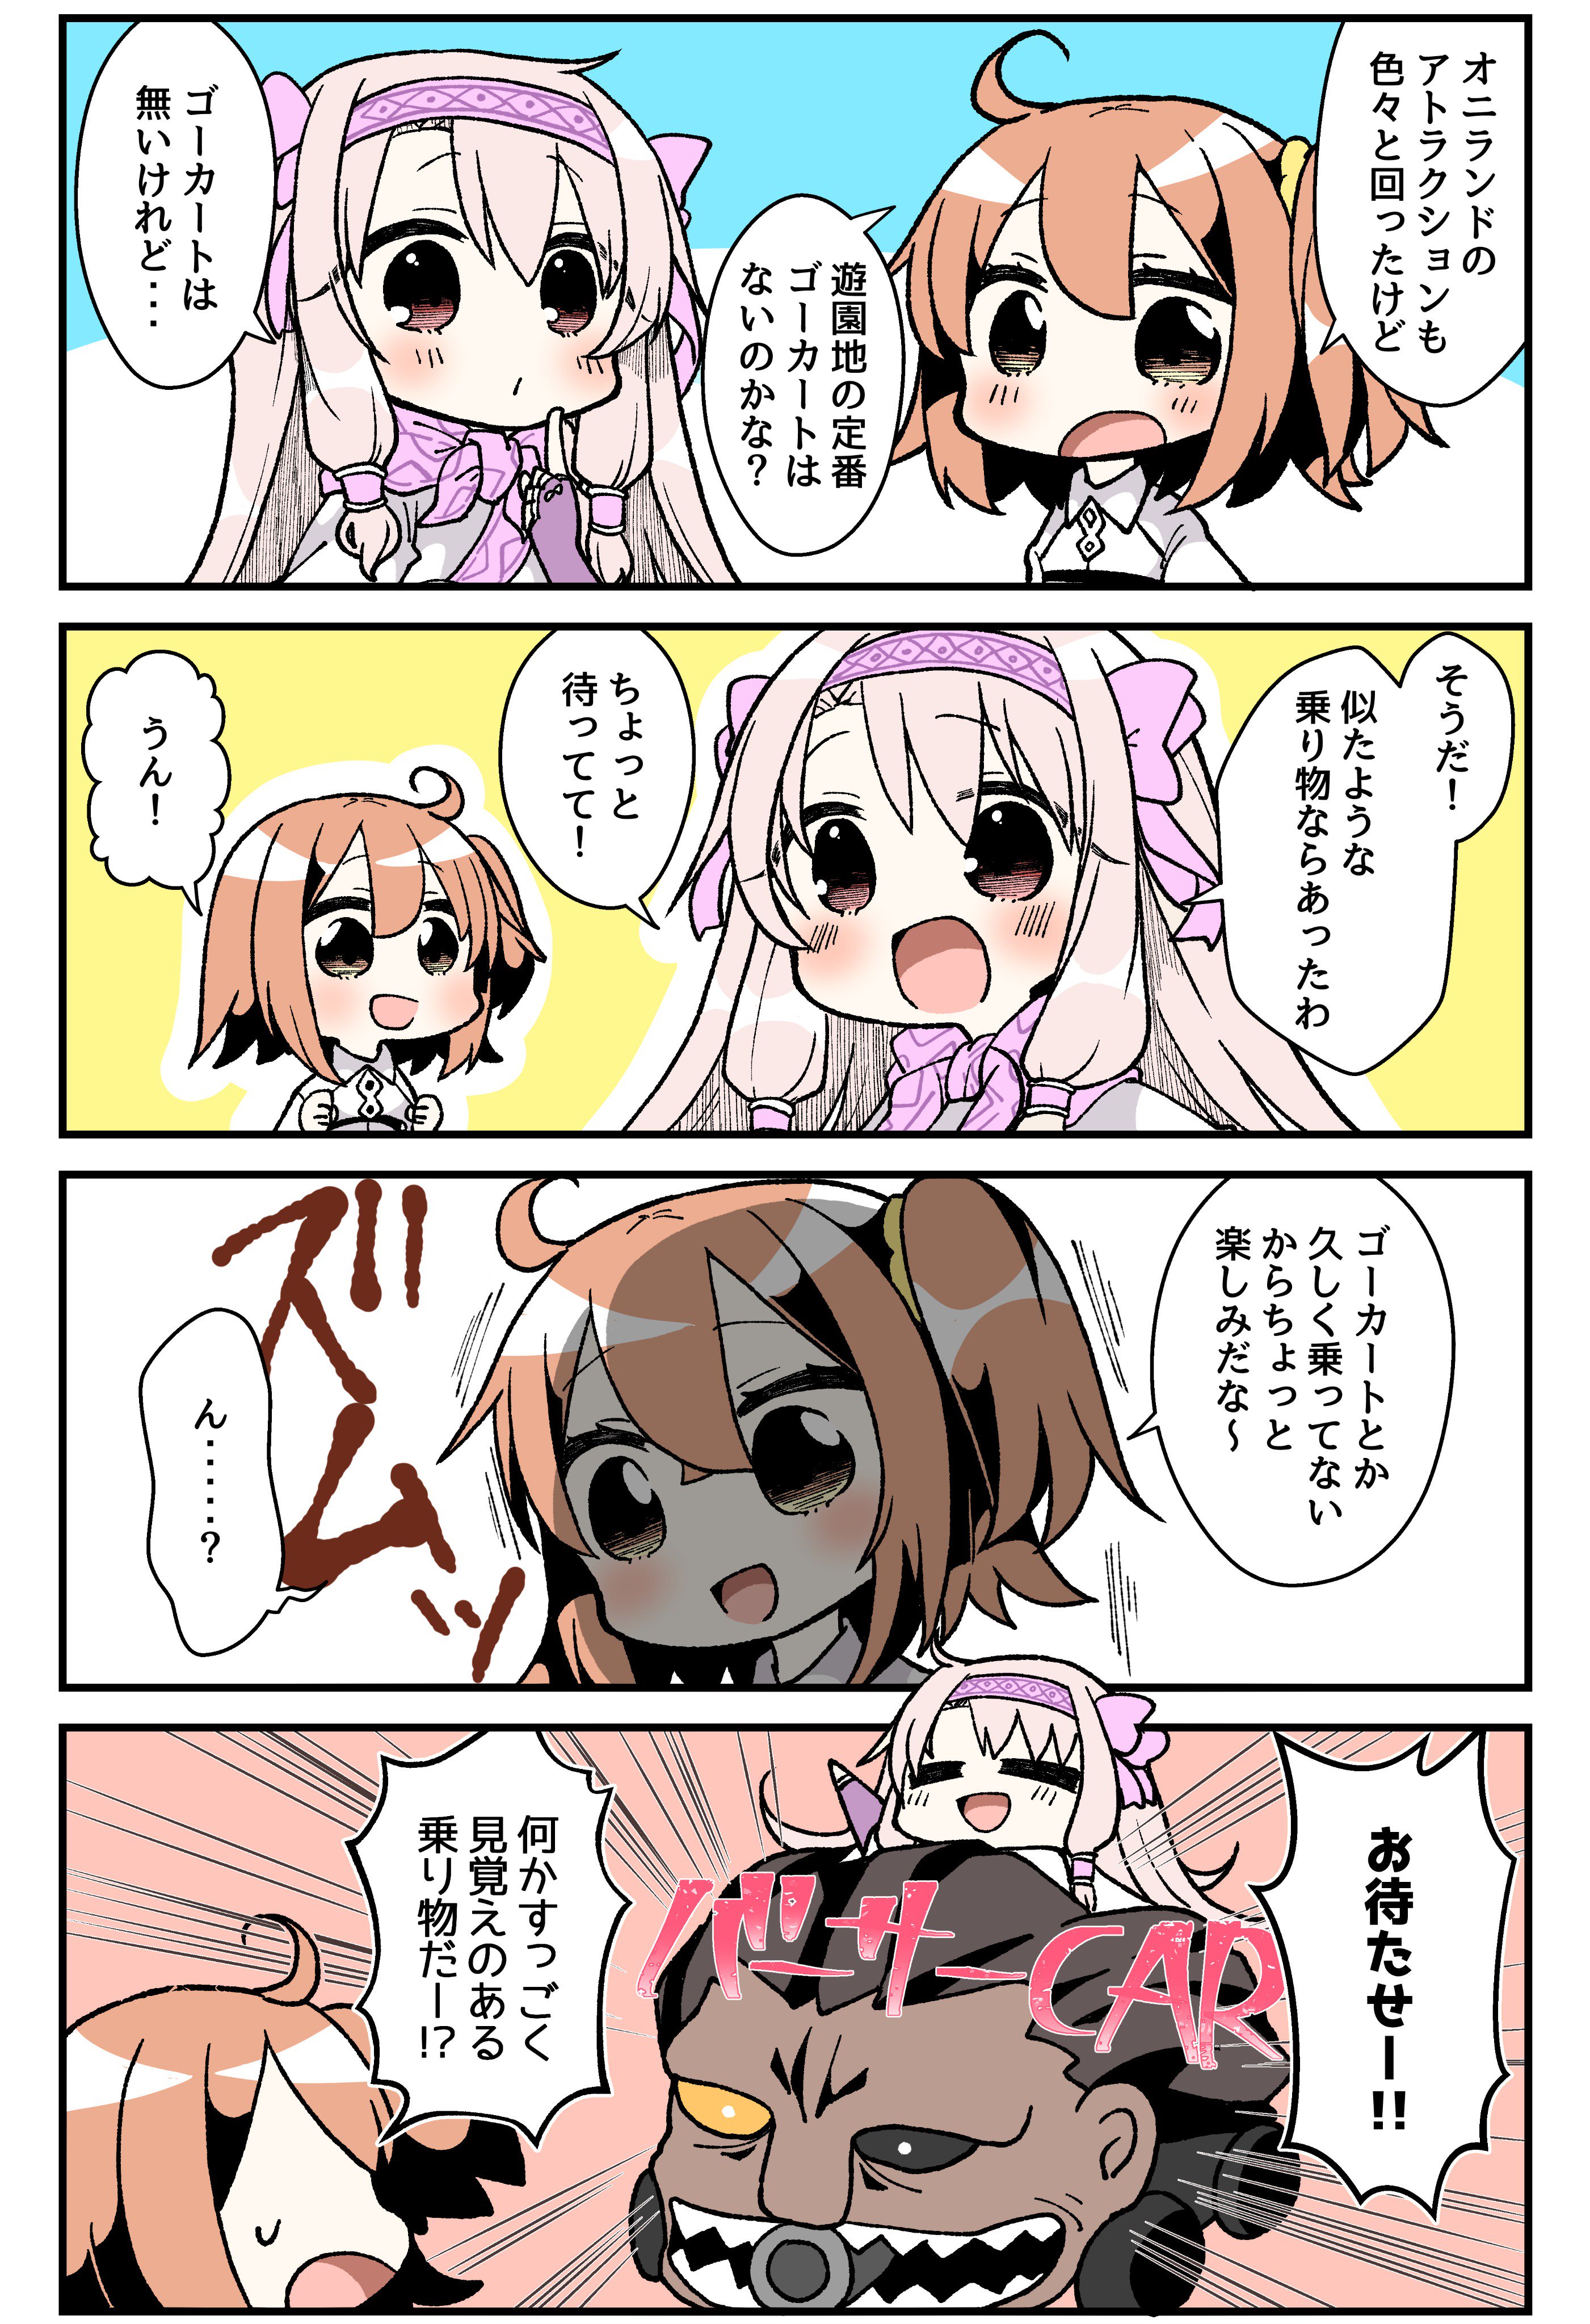 オニランドの
アトラクションも
色々と回ったけど
遊園地の定番
ゴーカートは
ないのかな？
ゴーカートは
無いけれど・・・
そうだ！
似たような
乗り物ならあったわ
ちょっと
待ってて！
うん！
ゴーカートとか
久しく乗ってない
からちょっと
楽しみだな～
ズズムッ
ん・・・・・・？
お待たせー!!
バーサーCAR
何かすっごく
見覚えのある
乗り物だー!?